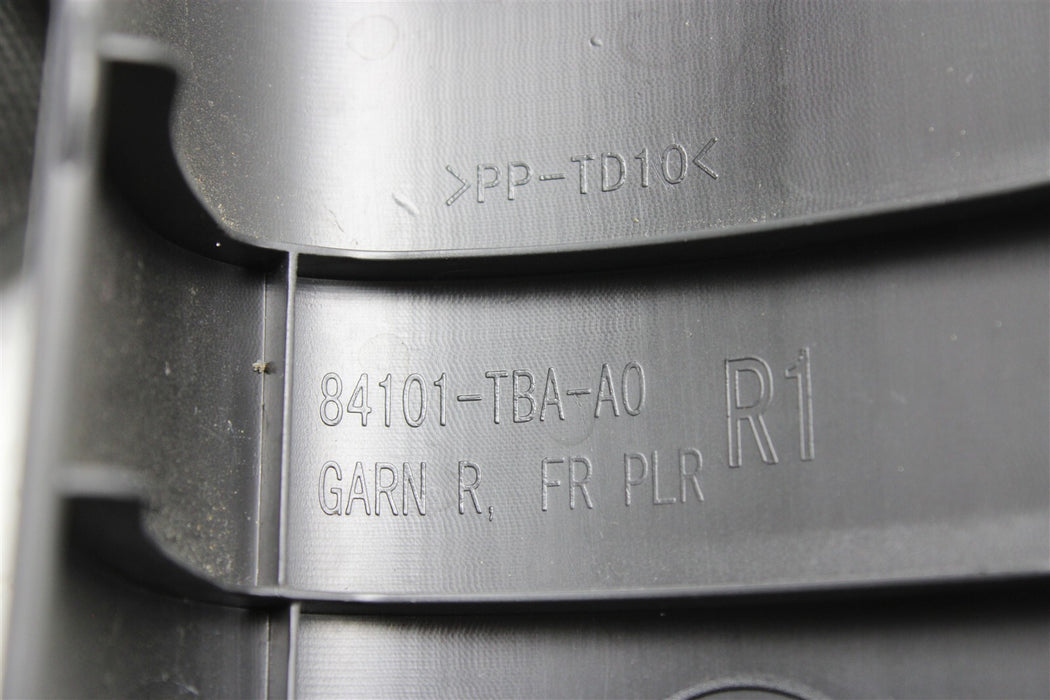 >PP-TD10<
84101-TBA-A0 R1
GARN R, FR PLR